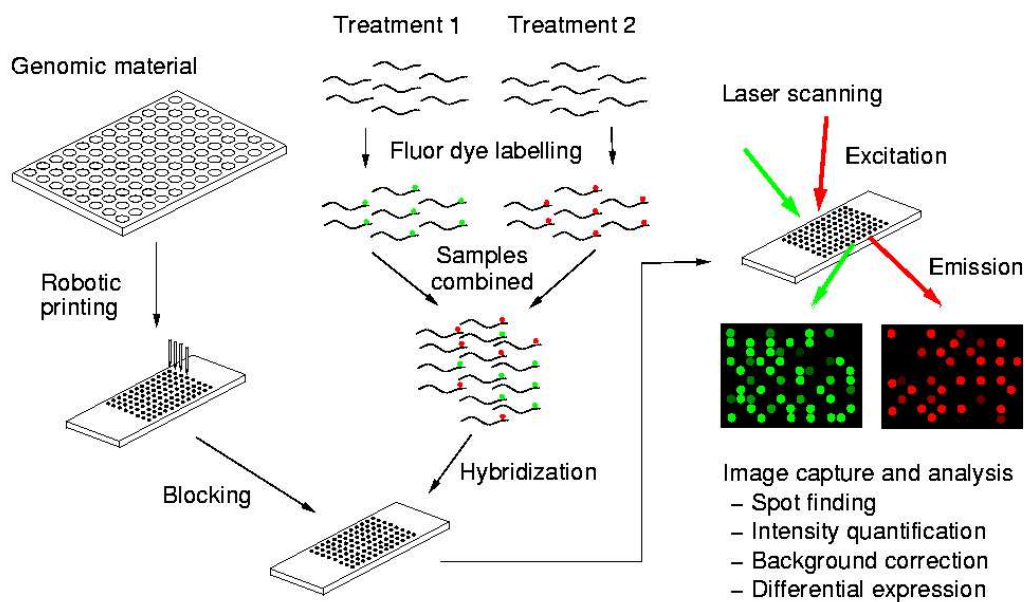 Treatment 1
Treatment 2
Genomic material
Fluor dye labelling
Samples
combined
Robotic
printing
Blocking
Hybridization
Laser scanning
Excitation
Emission
Image capture and analysis
– Spot finding
– Intensity quantification
– Background correction
– Differential expression